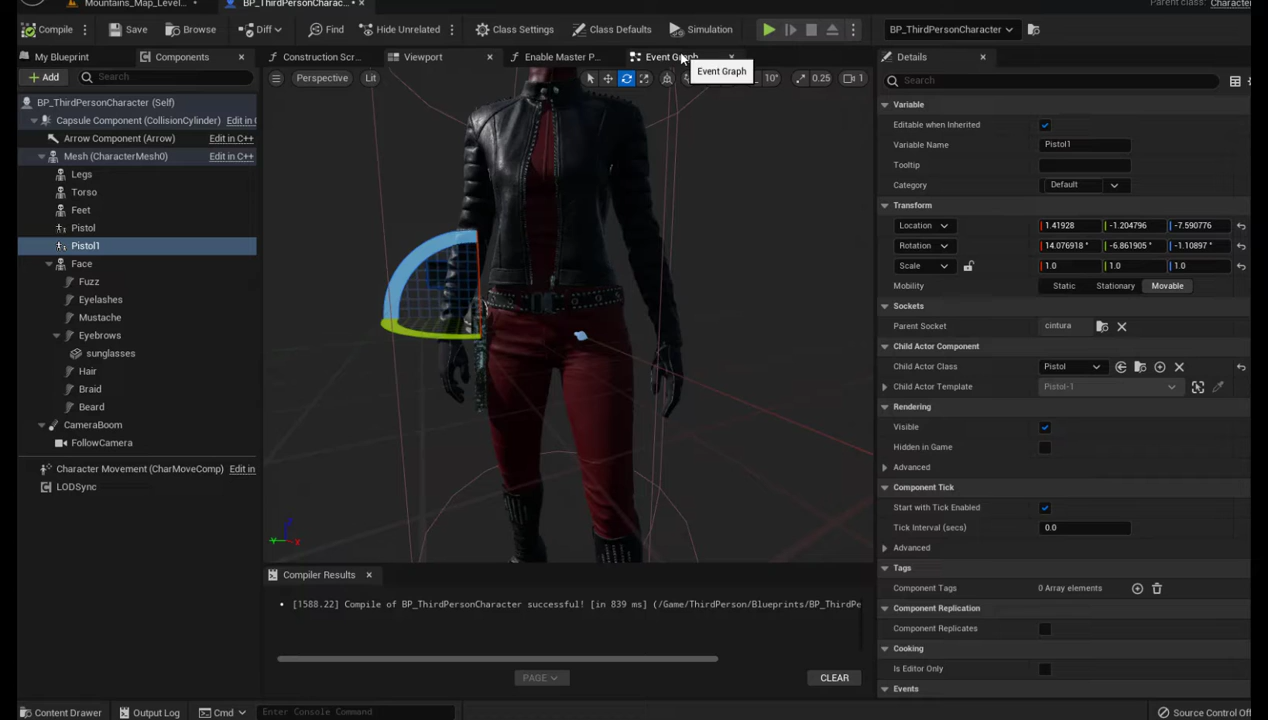 Mountains_Map_Level...
BP_ThirdPersonCharac...
Parent class: Character
Compile
Save
Browse
Diff
Find
Hide Unrelated
Class Settings
Class Defaults
Simulation
BP_ThirdPersonCharacter
My Blueprint
Components
Construction Scr...
Viewport
Enable Master P...
Event Graph
Event Graph
Details
Add
Search
Perspective
Lit
10°
0.25
1
Search
BP_ThirdPersonCharacter (Self)
Capsule Component (CollisionCylinder) Edit in C
Arrow Component (Arrow) Edit in C++
Mesh (CharacterMesh0) Edit in C++
Legs
Torso
Feet
Pistol
Pistol1
Face
Fuzz
Eyelashes
Mustache
Eyebrows
sunglasses
Hair
Braid
Beard
CameraBoom
FollowCamera
Character Movement (CharMoveComp) Edit in
LODSync
Variable
Editable when Inherited
Variable Name Pistol1
Tooltip
Category Default
Transform
Location 1.41928 -1.204796 -7.590776
Rotation 14.076918 ° -6.861905 ° -1.10897 °
Scale 1.0 1.0 1.0
Mobility Static Stationary Movable
Sockets
Parent Socket cintura
Child Actor Component
Child Actor Class Pistol
Child Actor Template Pistol-1
Rendering
Visible
Hidden in Game
Advanced
Component Tick
Start with Tick Enabled
Tick Interval (secs) 0.0
Advanced
Tags
Component Tags 0 Array elements
Component Replication
Component Replicates
Cooking
Is Editor Only
Events
Compiler Results
[1588.22] Compile of BP_ThirdPersonCharacter successful! [in 839 ms] (/Game/ThirdPerson/Blueprints/BP_ThirdPe
PAGE
CLEAR
Content Drawer
Output Log
Cmd
Enter Console Command
Source Control Off